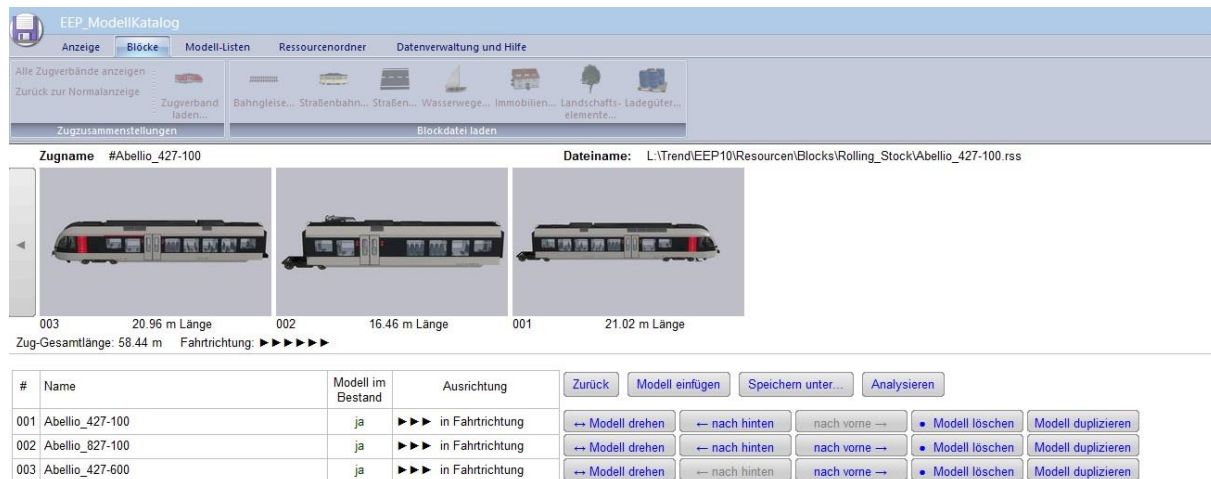 EEP_ModellKatalog
Anzeige Blöcke Modell-Listen Ressourcenordner Datenverwaltung und Hilfe
Alle Zugverbände anzeigen
Zurück zur Normalanzeige
Zugverband laden...
Bahngleise... Straßenbahn... Straßen... Wasserwege... Immobilien... Landschafts- elemente... Ladegüter...
Zugzusammenstellungen Blockdatei laden
Zugname #Abellio_427-100 Dateiname: L:\Trend\EEP10\Resourcen\Blocks\Rolling_Stock\Abellio_427-100.rss
◄
003 20.96 m Länge 002 16.46 m Länge 001 21.02 m Länge
Zug-Gesamtlänge: 58.44 m Fahrtrichtung: ►►►►►►
# Name Modell im Bestand Ausrichtung Zurück Modell einfügen Speichern unter... Analysieren
001 Abellio_427-100 ja ►►► in Fahrtrichtung ↔ Modell drehen ← nach hinten nach vorne → • Modell löschen Modell duplizieren
002 Abellio_827-100 ja ►►► in Fahrtrichtung ↔ Modell drehen ← nach hinten nach vorne → • Modell löschen Modell duplizieren
003 Abellio_427-600 ja ►►► in Fahrtrichtung ↔ Modell drehen ← nach hinten nach vorne → • Modell löschen Modell duplizieren